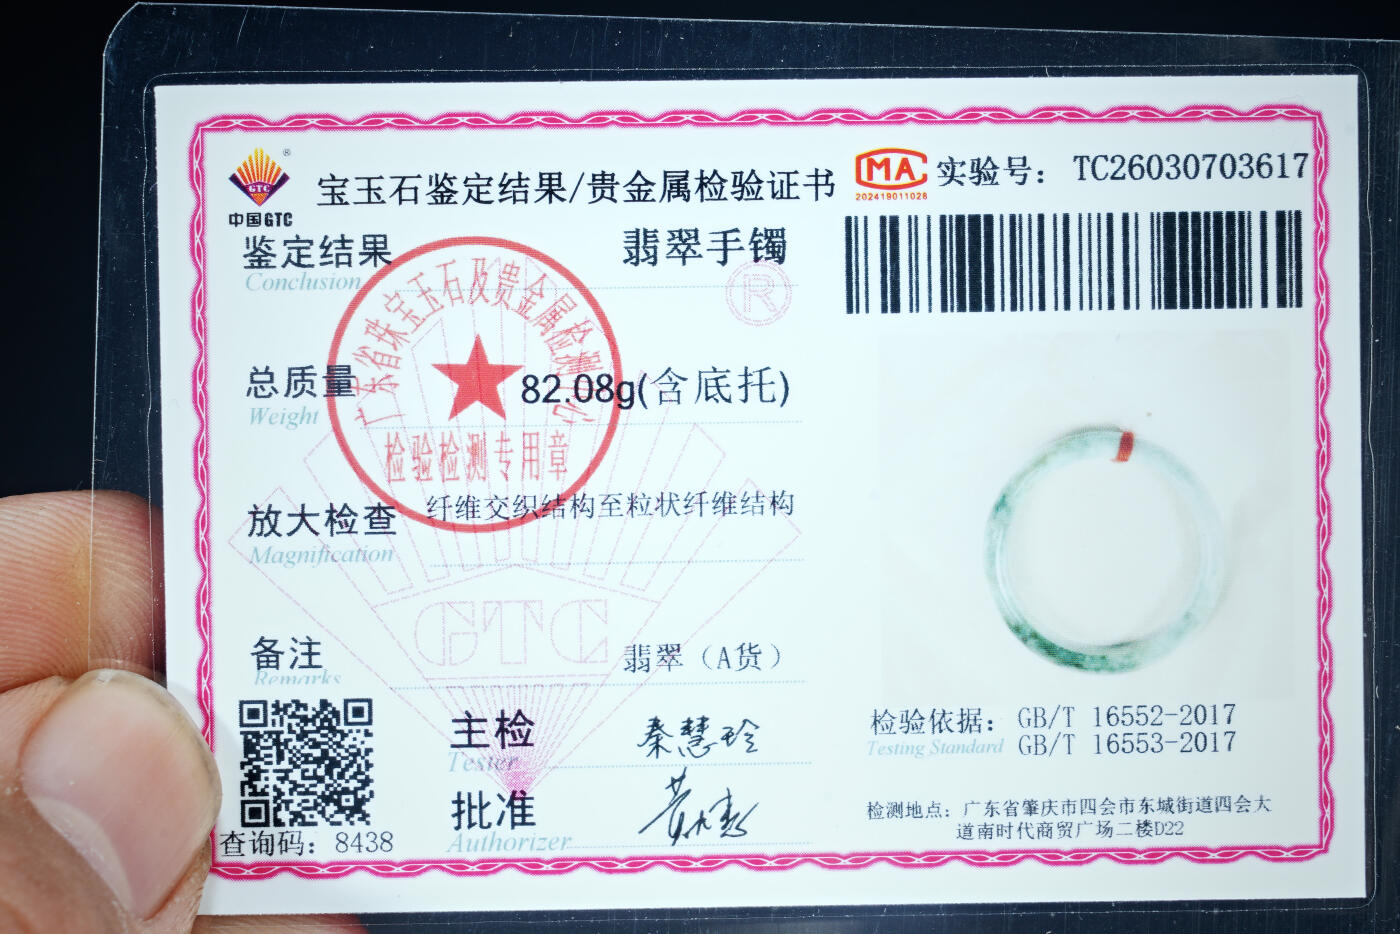 GTC
®
中国GTC
宝玉石鉴定结果/贵金属检验证书
MA
202419011028
实验号：TC26030703617
鉴定结果 翡翠手镯
Conclusion
®
广东省珠宝玉石及贵金属检测中心
检验检测专用章
总质量 82.08g(含底托)
Weight
放大检查 纤维交织结构至粒状纤维结构
Magnification
GTC
备注 翡翠（A货）
Remarks
主检 秦慧玲
Tester
批准
Authorizer
查询码：8438
检验依据：GB/T 16552-2017
Testing Standard GB/T 16553-2017
检测地点：广东省肇庆市四会市东城街道四会大
道南时代商贸广场二楼D22